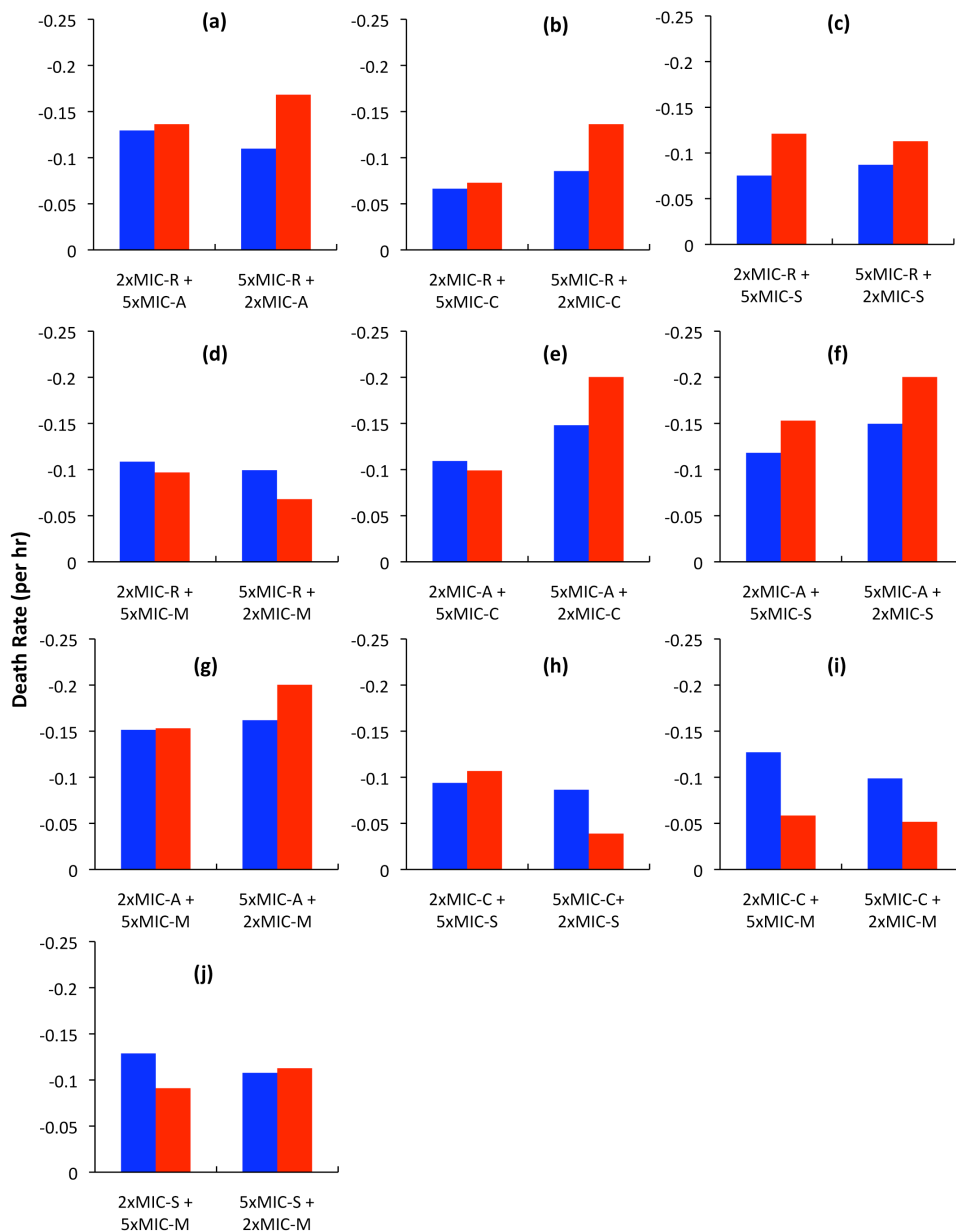 (a)
-0.25
-0.2
-0.15
-0.1
-0.05
0
2xMIC-R + 5xMIC-R +
5xMIC-A 2xMIC-A
(b)
-0.25
-0.2
-0.15
-0.1
-0.05
0
2xMIC-R + 5xMIC-R +
5xMIC-C 2xMIC-C
(c)
-0.25
-0.2
-0.15
-0.1
-0.05
0
2xMIC-R + 5xMIC-R +
5xMIC-S 2xMIC-S
Death Rate (per hr)
(d)
-0.25
-0.2
-0.15
-0.1
-0.05
0
2xMIC-R + 5xMIC-R +
5xMIC-M 2xMIC-M
(e)
-0.25
-0.2
-0.15
-0.1
-0.05
0
2xMIC-A + 5xMIC-A +
5xMIC-C 2xMIC-C
(f)
-0.25
-0.2
-0.15
-0.1
-0.05
0
2xMIC-A + 5xMIC-A +
5xMIC-S 2xMIC-S
(g)
-0.25
-0.2
-0.15
-0.1
-0.05
0
2xMIC-A + 5xMIC-A +
5xMIC-M 2xMIC-M
(h)
-0.25
-0.2
-0.15
-0.1
-0.05
0
2xMIC-C + 5xMIC-C+
5xMIC-S 2xMIC-S
(i)
-0.25
-0.2
-0.15
-0.1
-0.05
0
2xMIC-C + 5xMIC-C +
5xMIC-M 2xMIC-M
(j)
-0.25
-0.2
-0.15
-0.1
-0.05
0
2xMIC-S + 5xMIC-S +
5xMIC-M 2xMIC-M